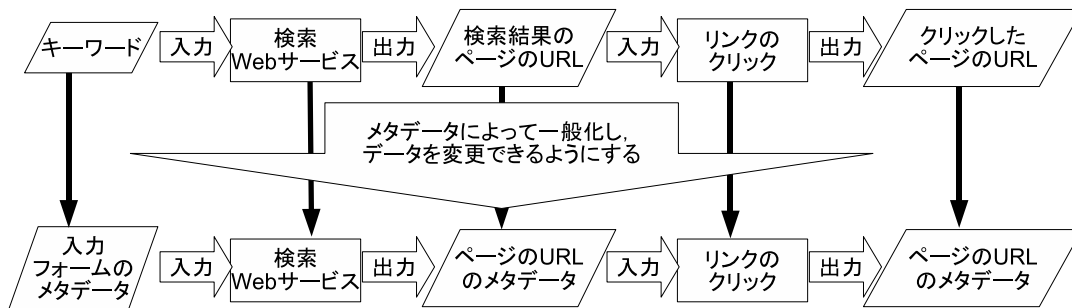 キーワード
入力
検索
Webサービス
出力
検索結果の
ページのURL
入力
リンクの
クリック
出力
クリックした
ページのURL
メタデータによって一般化し,
データを変更できるようにする
入力
フォームの
メタデータ
入力
検索
Webサービス
出力
ページのURL
のメタデータ
入力
リンクの
クリック
出力
ページのURL
のメタデータ